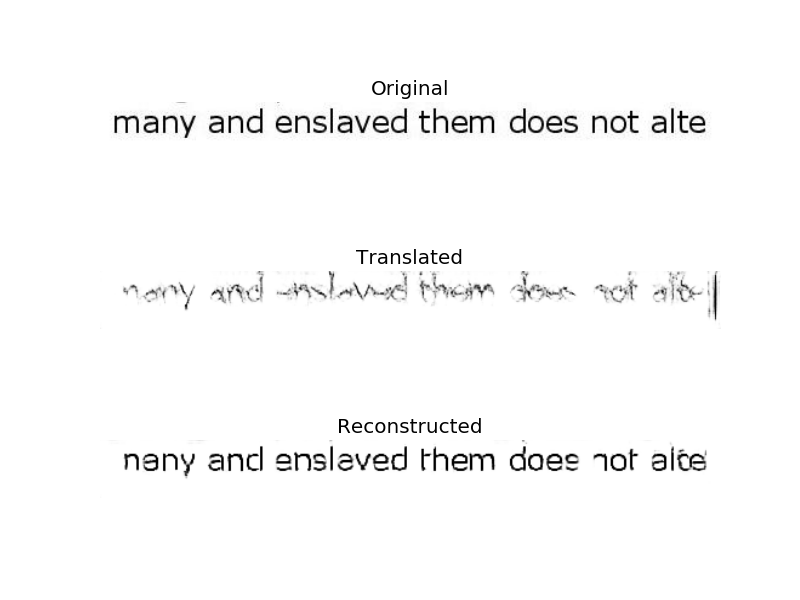 Original
many and enslaved them does not alte
Translated
nany and enslaved them does not alte
Reconstructed
nany and enslaved them does not alte